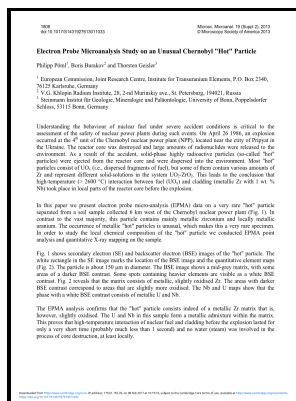 1808
doi:10.1017/S1431927613011033
Microsc. Microanal. 19 (Suppl 2), 2013
© Microscopy Society of America 2013
Electron Probe Microanalysis Study on an Unusual Chernobyl "Hot" Particle
Philipp Pöml, Boris Burakov and Thorsten Geisler
European Commission, Joint Research Centre, Institute for Transuranium Elements, P.O. Box 2340,
76125 Karlsruhe, Germany
V.G. Khlopin Radium Institute, 28, 2-nd Murinskiy ave., St. Petersburg, 194021, Russia
Steinmann Institut für Geologie, Mineralogie und Paläontologie, University of Bonn, Poppelsdorfer
Schloss, 53115 Bonn, Germany
Understanding the behavior of nuclear fuel under severe accident conditions is critical to the
assessment of the safety of nuclear power plants during such events. On April 26 1986, an explosion
occurred at the 4th unit of the Chernobyl nuclear power plant (NPP), located near the city of Pripyat in
the Ukraine. The reactor core was destroyed and large amounts of radionuclides were released to the
environment. As a result of the accident, solid-phase highly radioactive particles (so-called "hot"
particles) were ejected from the reactor core and were dispersed into the environment. Most "hot"
particles consist of UOx (i.e., dispersed fragments of fuel), but some of them contain various amounts of
Zr and represent different solid-solutions in the system UO2-ZrO2. This leads to the conclusion that
high-temperature (> 2600 °C) interaction between fuel (UO2) and cladding (metallic Zr with 1 wt. %
Nb) took place in local parts of the reactor core before the explosion.
In this paper we present electron probe micro-analysis (EPMA) data on a very rare "hot" particle
separated from a soil sample collected 6 km west of the Chernobyl nuclear power plant (Fig. 1). In
contrast to the vast majority, this particle contains mainly metallic zirconium and locally metallic
uranium. The occurrence of metallic "hot" particles is unusual, which makes this a very rare specimen.
In order to study the local chemical composition of the "hot" particle we conducted EPMA point
analysis and quantitative X-ray mapping on the sample.
Fig. 1 shows secondary electron (SE) and backscatter electron (BSE) images of the "hot" particle. The
white rectangle in the SE image marks the location of the BSE image and the quantitative element maps
(Fig. 2). The particle is about 150 μm in diameter. The BSE image shows a mid-grey matrix, with some
areas of a darker BSE contrast. Some spots containing heavier elements are visible as a white BSE
contrast. Fig. 2 reveals that the matrix consists of metallic, slightly oxidised Zr. The areas with darker
BSE contrast correspond to areas that are slightly more oxidised. The Nb and U maps show that the
phase with a white BSE contrast consists of metallic U and Nb.
The EPMA analysis confirms that the "hot" particle consists indeed of a metallic Zr matrix that is,
however, slightly oxidised. The U and Nb in this sample form a metallic admixture within the matrix.
This proves that high-temperature interaction of nuclear fuel and cladding before the explosion lasted for
only a very short time (probably much less than 1 second) and no water (steam) was involved in the
process of core destruction, at least locally.